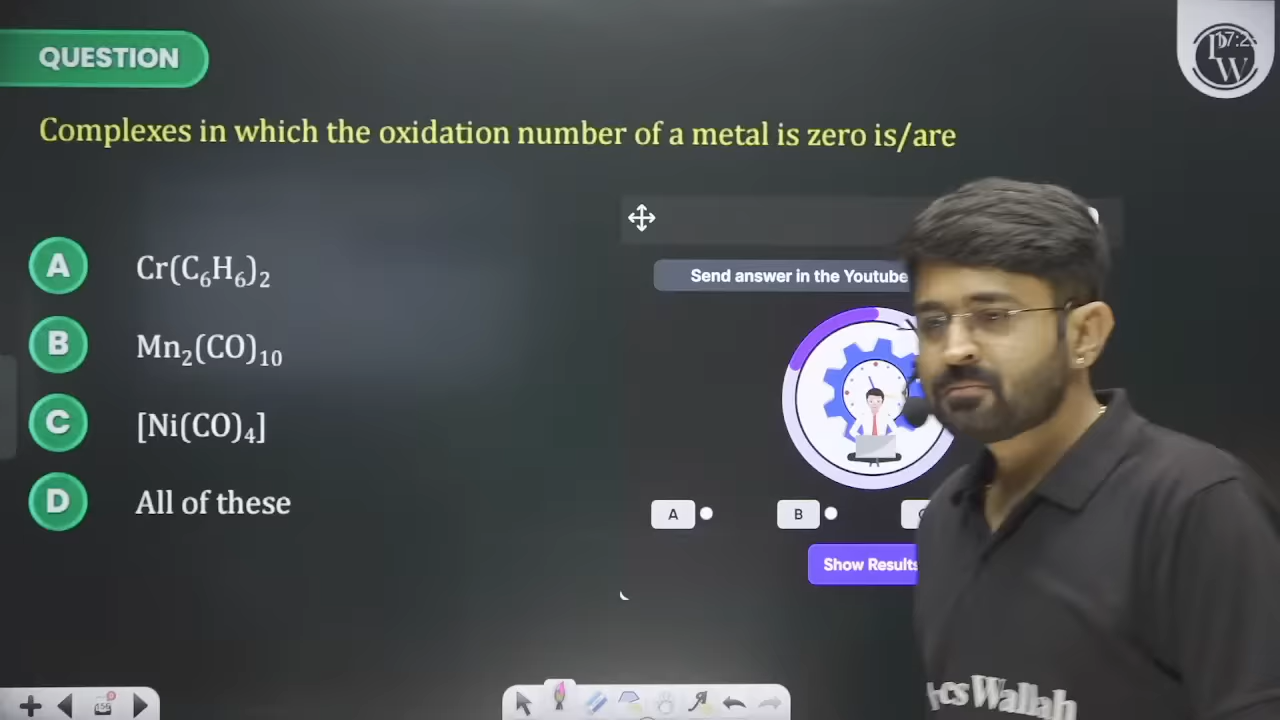 QUESTION
Complexes in which the oxidation number of a metal is zero is/are
A Cr(C₆H₆)₂
B Mn₂(CO)₁₀
C [Ni(CO)₄]
D All of these
Send answer in the Youtube
A
B
Show Results
Wallah